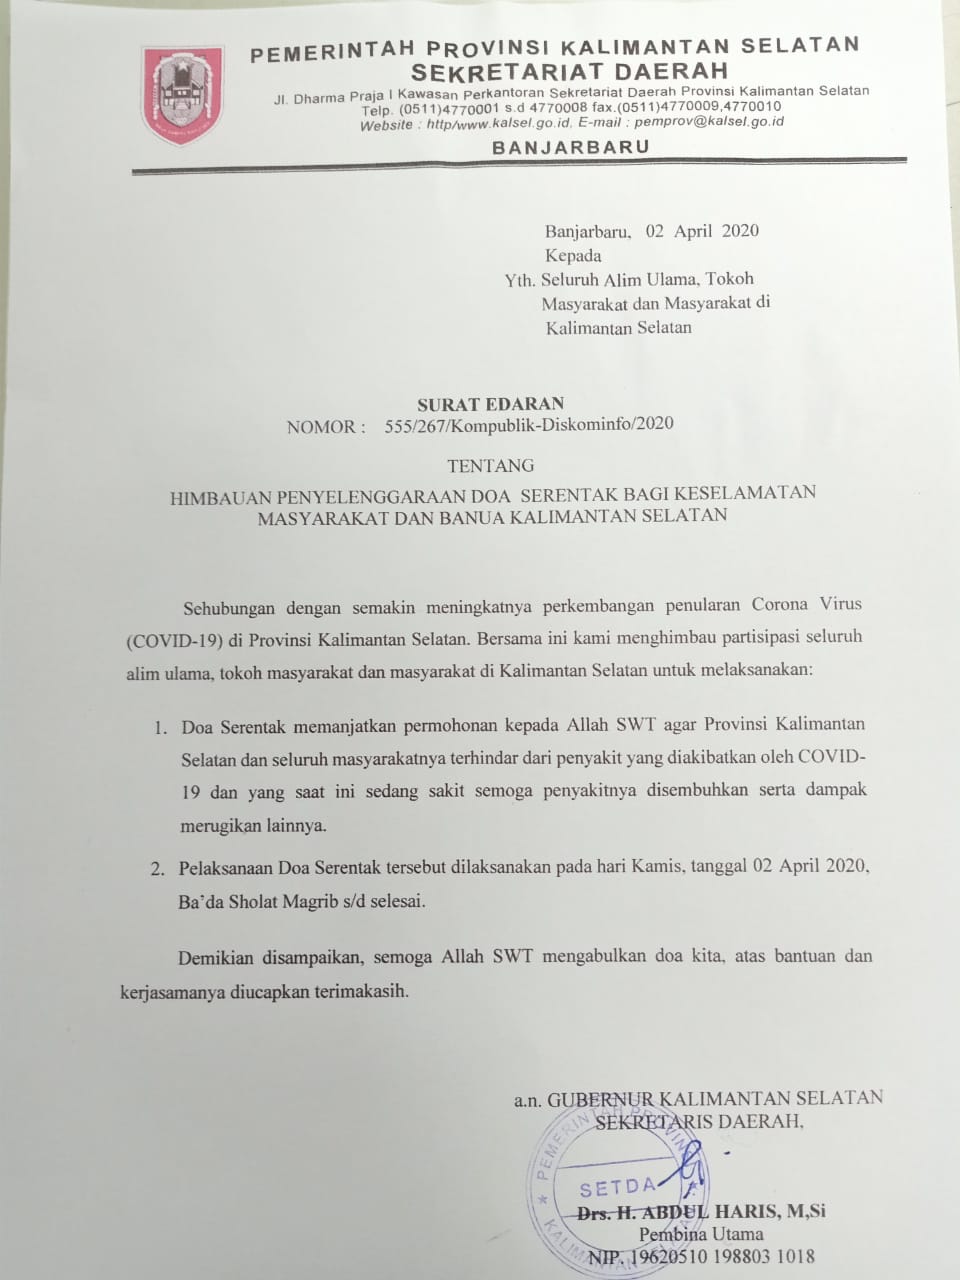 PEMERINTAH PROVINSI KALIMANTAN SELATAN
SEKRETARIAT DAERAH
Jl. Dharma Praja I Kawasan Perkantoran Sekretariat Daerah Provinsi Kalimantan Selatan
Telp. (0511)4770001 s.d 4770008 fax.(0511)4770009,4770010
Website : http/www.kalsel.go.id, E-mail : pemprov@kalsel.go.id
BANJARBARU
Banjarbaru, 02 April 2020
Kepada
Yth. Seluruh Alim Ulama, Tokoh
Masyarakat dan Masyarakat di
Kalimantan Selatan
SURAT EDARAN
NOMOR : 555/267/Kompublik-Diskominfo/2020
TENTANG
HIMBAUAN PENYELENGGARAAN DOA SERENTAK BAGI KESELAMATAN
MASYARAKAT DAN BANUA KALIMANTAN SELATAN
Sehubungan dengan semakin meningkatnya perkembangan penularan Corona Virus
(COVID-19) di Provinsi Kalimantan Selatan. Bersama ini kami menghimbau partisipasi seluruh
alim ulama, tokoh masyarakat dan masyarakat di Kalimantan Selatan untuk melaksanakan:
1. Doa Serentak memanjatkan permohonan kepada Allah SWT agar Provinsi Kalimantan
Selatan dan seluruh masyarakatnya terhindar dari penyakit yang diakibatkan oleh COVID-
19 dan yang saat ini sedang sakit semoga penyakitnya disembuhkan serta dampak
merugikan lainnya.
2. Pelaksanaan Doa Serentak tersebut dilaksanakan pada hari Kamis, tanggal 02 April 2020,
Ba'da Sholat Magrib s/d selesai.
Demikian disampaikan, semoga Allah SWT mengabulkan doa kita, atas bantuan dan
kerjasamanya diucapkan terimakasih.
a.n. GUBERNUR KALIMANTAN SELATAN
SEKRETARIS DAERAH,
PEMERINTAH PROVINSI
SETDA
KALIMANTAN SELATAN
Drs. H. ABDUL HARIS, M,Si
Pembina Utama
NIP. 19620510 198803 1018